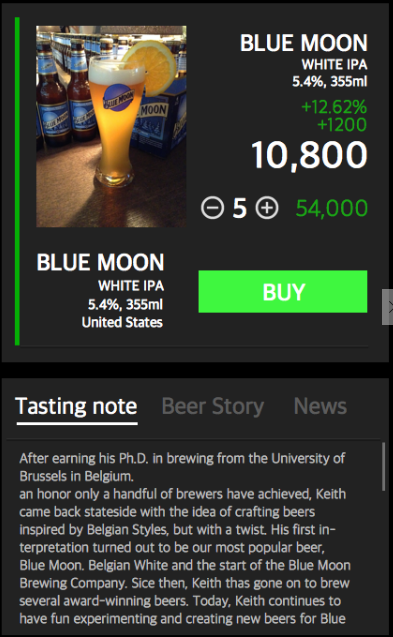 BLUE MOON
WHITE IPA
5.4%, 355ml
+12.62%
+1200
10,800
5
54,000
BLUE MOON
WHITE IPA
5.4%, 355ml
United States
BUY
MOON
Tasting note
Beer Story
News
After earning his Ph.D. in brewing from the University of
Brussels in Belgium.
an honor only a handful of brewers have achieved, Keith
came back stateside with the idea of crafting beers
inspired by Belgian Styles, but with a twist. His first in-
terpretation turned out to be our most popular beer,
Blue Moon. Belgian White and the start of the Blue Moon
Brewing Company. Sice then, Keith thas gone on to brew
several award-winning beers. Today, Keith continues to
have fun experimenting and creating new beers for Blue